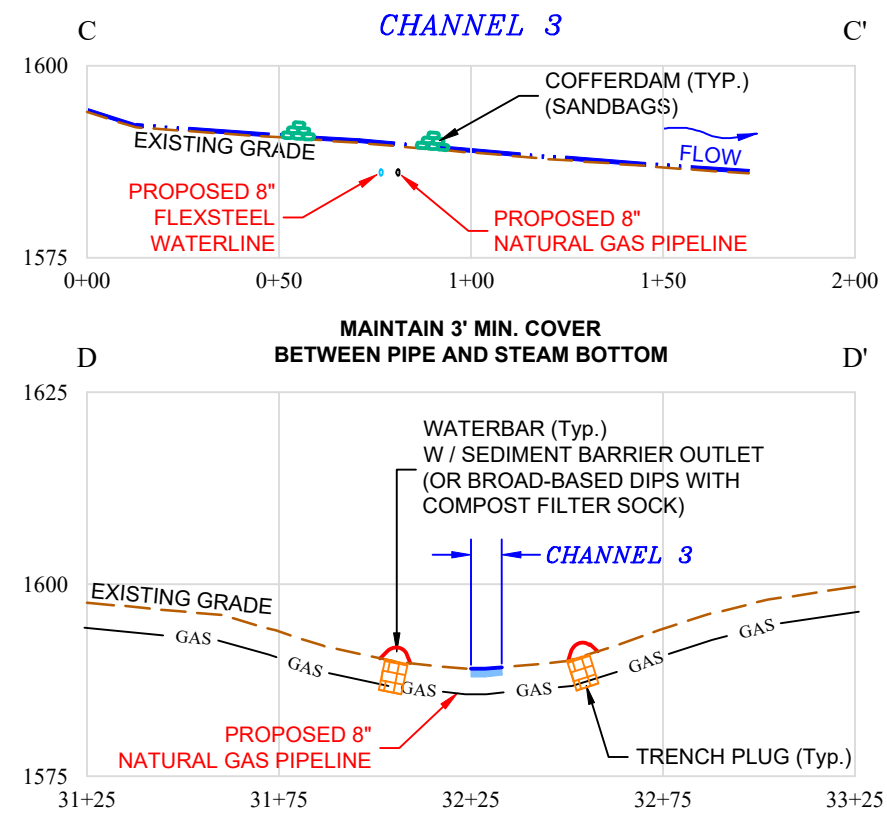 C
CHANNEL 3
C'
1600
COFFERDAM (TYP.)
(SANDBAGS)
EXISTING GRADE
FLOW
PROPOSED 8"
FLEXSTEEL
WATERLINE
PROPOSED 8"
NATURAL GAS PIPELINE
1575
0+00
0+50
1+00
1+50
2+00
MAINTAIN 3' MIN. COVER
BETWEEN PIPE AND STEAM BOTTOM
D
D'
1625
WATERBAR (Typ.)
W / SEDIMENT BARRIER OUTLET
(OR BROAD-BASED DIPS WITH
COMPOST FILTER SOCK)
CHANNEL 3
1600
EXISTING GRADE
GAS
GAS
GAS
GAS
GAS
GAS
PROPOSED 8"
NATURAL GAS PIPELINE
TRENCH PLUG (Typ.)
1575
31+25
31+75
32+25
32+75
33+25